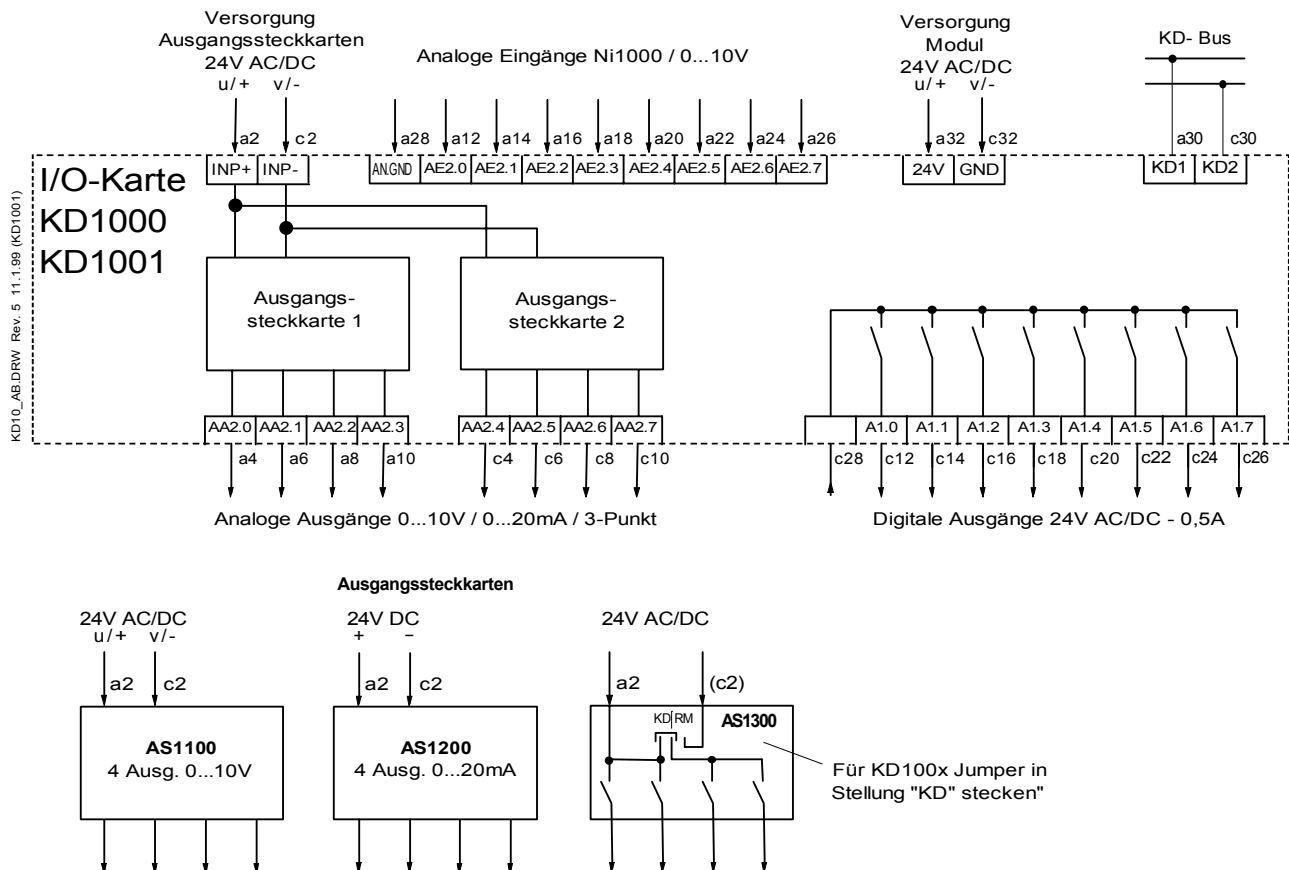 Versorgung
Ausgangssteckkarten
24V AC/DC
u/+ v/-
Analoge Eingänge Ni1000 / 0...10V
Versorgung
Modul
24V AC/DC
u/+ v/-
KD- Bus
a2 c2 a28 a12 a14 a16 a18 a20 a22 a24 a26 a32 c32 a30 c30
INP+ INP- AN.GND AE2.0 AE2.1 AE2.2 AE2.3 AE2.4 AE2.5 AE2.6 AE2.7 24V GND KD1 KD2
I/O-Karte
KD1000
KD1001
KD10_AB.DRW Rev. 5 11.1.99 (KD1001)
Ausgangs-
steckkarte 1
Ausgangs-
steckkarte 2
AA2.0 AA2.1 AA2.2 AA2.3 AA2.4 AA2.5 AA2.6 AA2.7 A1.0 A1.1 A1.2 A1.3 A1.4 A1.5 A1.6 A1.7
a4 a6 a8 a10 c4 c6 c8 c10 c28 c12 c14 c16 c18 c20 c22 c24 c26
Analoge Ausgänge 0...10V / 0...20mA / 3-Punkt
Digitale Ausgänge 24V AC/DC - 0,5A
Ausgangssteckkarten
24V AC/DC
u/+ v/-
a2 c2
AS1100
4 Ausg. 0...10V
24V DC
+ -
a2 c2
AS1200
4 Ausg. 0...20mA
24V AC/DC
a2 (c2)
KD RM AS1300
Für KD100x Jumper in
Stellung "KD" stecken"